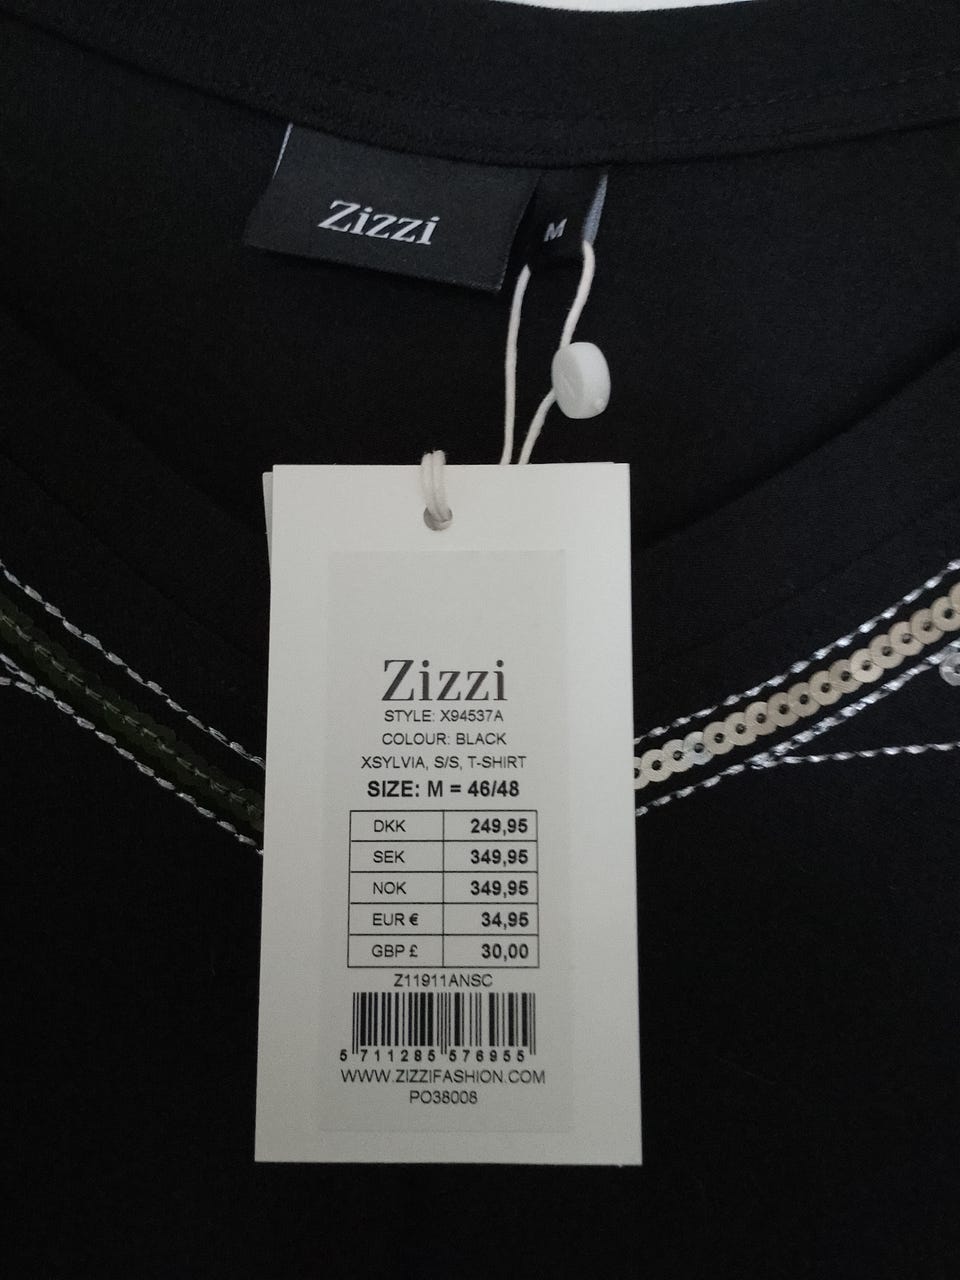 Zizzi
M
Zizzi
STYLE: X94537A
COLOUR: BLACK
XSYLVIA, S/S, T-SHIRT
SIZE: M = 46/48
DKK 249,95
SEK 349,95
NOK 349,95
EUR € 34,95
GBP £ 30,00
Z11911ANSC
5 711285 576955
WWW.ZIZZIFASHION.COM
PO38008